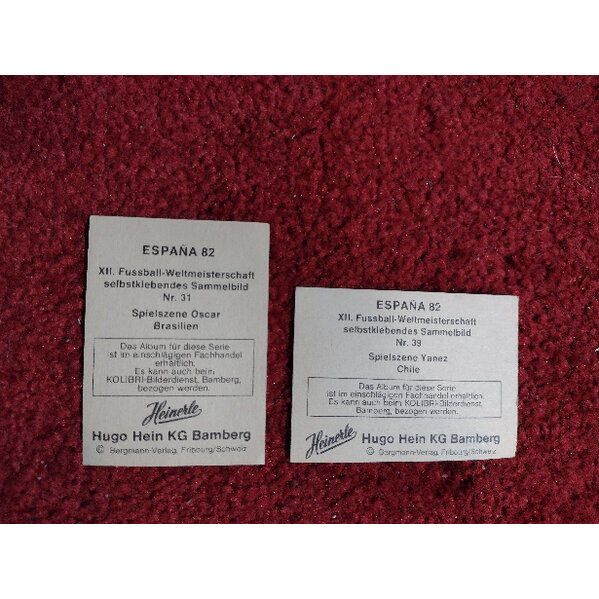 ESPAÑA 82
XII. Fussball-Weltmeisterschaft
selbstklebendes Sammelbild
Nr. 31
Spielszene Oscar
Brasilien
Das Album für diese Serie
ist im einschlägigen Fachhandel
erhältlich.
Es kann auch beim
KOLIBRI-Bilderdienst, Bamberg,
bezogen werden.
Heinerle
Hugo Hein KG Bamberg
© Bergmann-Verlag, Fribourg/Schweiz
ESPAÑA 82
XII. Fussball-Weltmeisterschaft
selbstklebendes Sammelbild
Nr. 39
Spielszene Yanez
Chile
Das Album für diese Serie
ist im einschlägigen Fachhandel erhältlich.
Es kann auch beim KOLIBRI-Bilderdienst,
Bamberg, bezogen werden.
Heinerle
Hugo Hein KG Bamberg
© Bergmann-Verlag, Fribourg/Schweiz